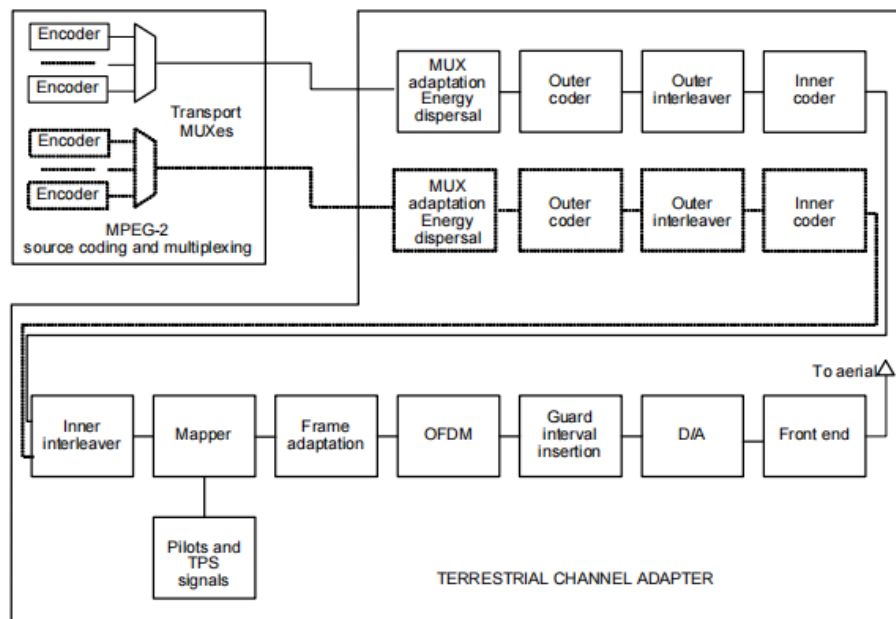 Encoder
Encoder
Transport
MUXes
Encoder
Encoder
MPEG-2
source coding and multiplexing
MUX
adaptation
Energy
dispersal
Outer
coder
Outer
interleaver
Inner
coder
MUX
adaptation
Energy
dispersal
Outer
coder
Outer
interleaver
Inner
coder
To aerial
Inner
interleaver
Mapper
Frame
adaptation
OFDM
Guard
interval
insertion
D/A
Front end
Pilots and
TPS
signals
TERRESTRIAL CHANNEL ADAPTER